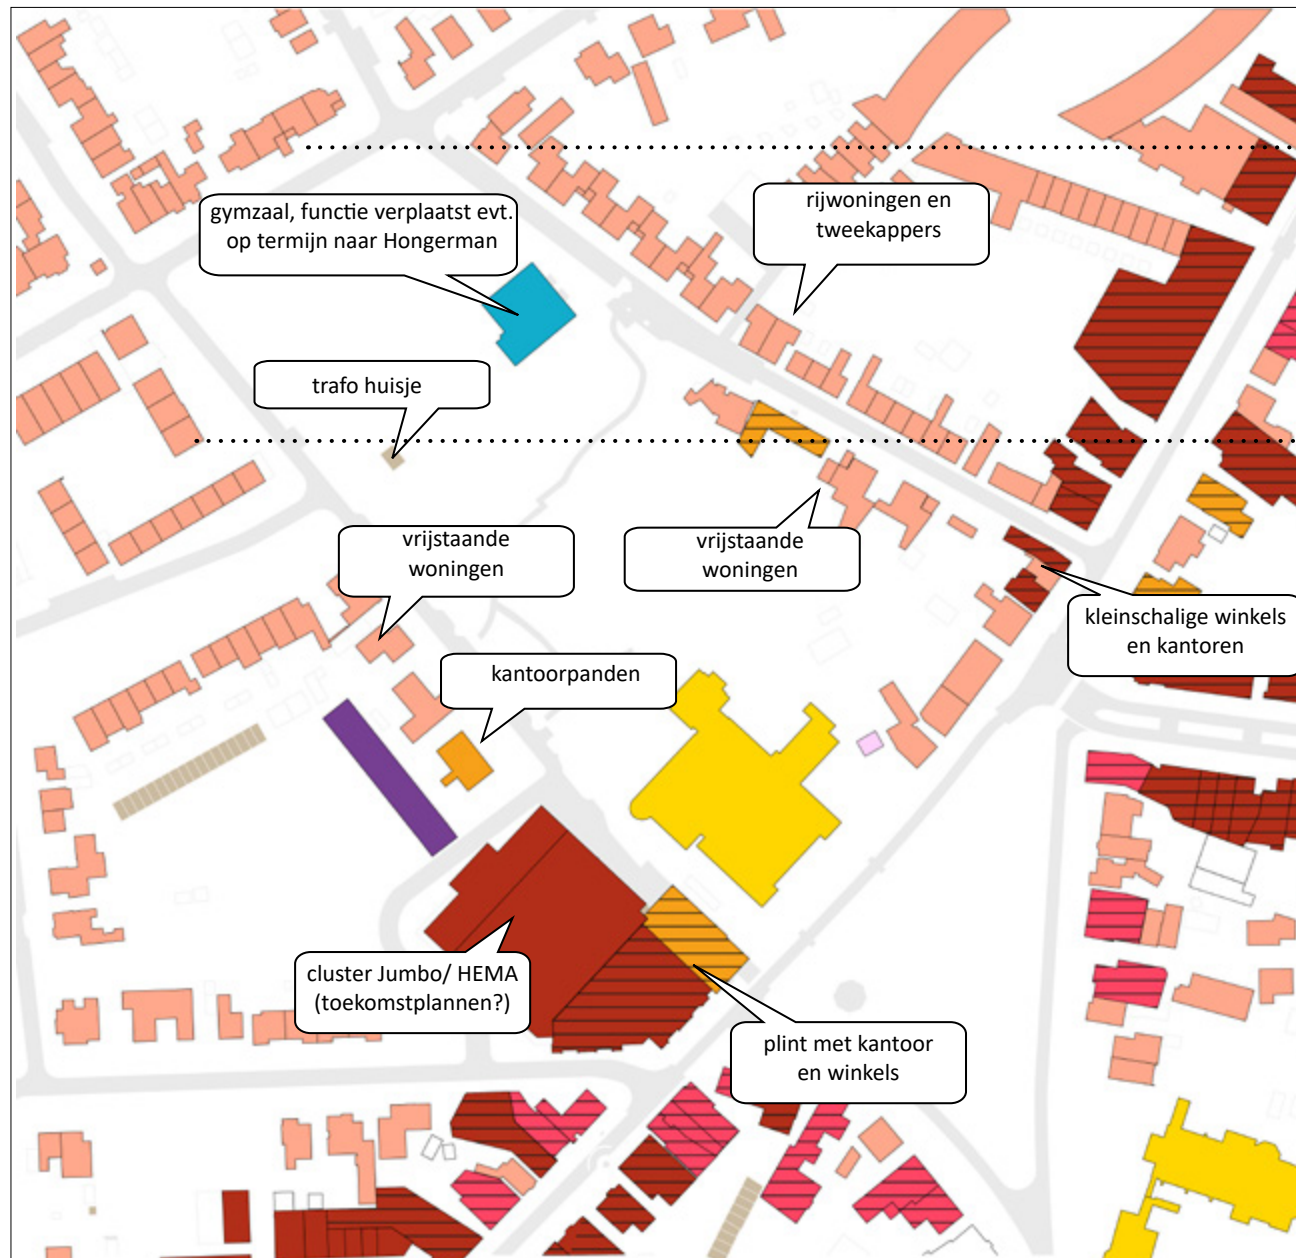 gymzaal, functie verplaatst evt.
op termijn naar Hongerman
rijwoningen en
tweekappers
trafo huisje
vrijstaande
woningen
vrijstaande
woningen
kleinschalige winkels
en kantoren
kantoorpanden
cluster Jumbo/ HEMA
(toekomstplannen?)
plint met kantoor
en winkels